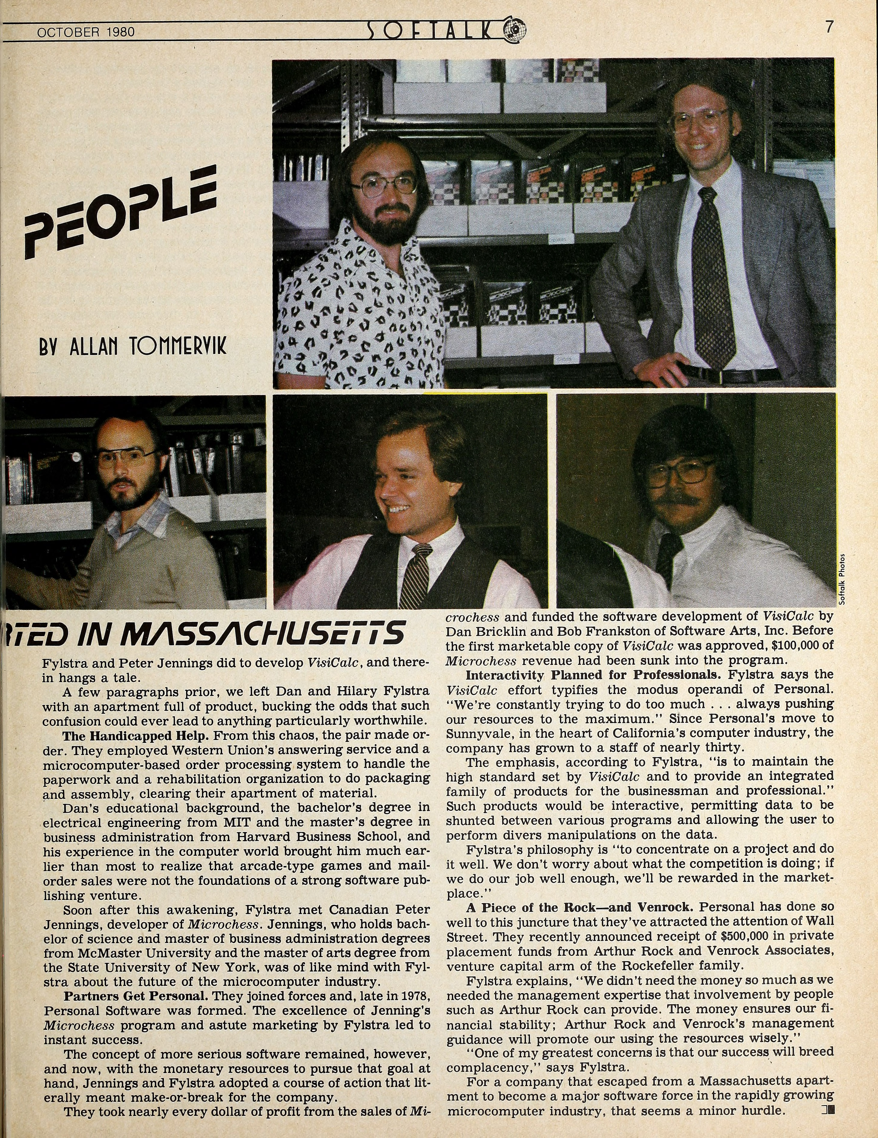 OCTOBER 1980
SOFTALK
7
PEOPLE
BY ALLAN TOMMERVIK
Softalk Photos
RTED IN MASSACHUSETTS
Fylstra and Peter Jennings did to develop VisiCalc, and there-
in hangs a tale.
A few paragraphs prior, we left Dan and Hilary Fylstra
with an apartment full of product, bucking the odds that such
confusion could ever lead to anything particularly worthwhile.
The Handicapped Help. From this chaos, the pair made or-
der. They employed Western Union's answering service and a
microcomputer-based order processing system to handle the
paperwork and a rehabilitation organization to do packaging
and assembly, clearing their apartment of material.
Dan's educational background, the bachelor's degree in
electrical engineering from MIT and the master's degree in
business administration from Harvard Business School, and
his experience in the computer world brought him much ear-
lier than most to realize that arcade-type games and mail-
order sales were not the foundations of a strong software pub-
lishing venture.
Soon after this awakening, Fylstra met Canadian Peter
Jennings, developer of Microchess. Jennings, who holds bach-
elor of science and master of business administration degrees
from McMaster University and the master of arts degree from
the State University of New York, was of like mind with Fyl-
stra about the future of the microcomputer industry.
Partners Get Personal. They joined forces and, late in 1978,
Personal Software was formed. The excellence of Jenning's
Microchess program and astute marketing by Fylstra led to
instant success.
The concept of more serious software remained, however,
and now, with the monetary resources to pursue that goal at
hand, Jennings and Fylstra adopted a course of action that lit-
erally meant make-or-break for the company.
They took nearly every dollar of profit from the sales of Mi-
crochess and funded the software development of VisiCalc by
Dan Bricklin and Bob Frankston of Software Arts, Inc. Before
the first marketable copy of VisiCalc was approved, $100,000 of
Microchess revenue had been sunk into the program.
Interactivity Planned for Professionals. Fylstra says the
VisiCalc effort typifies the modus operandi of Personal.
"We're constantly trying to do too much . . . always pushing
our resources to the maximum." Since Personal's move to
Sunnyvale, in the heart of California's computer industry, the
company has grown to a staff of nearly thirty.
The emphasis, according to Fylstra, "is to maintain the
high standard set by VisiCalc and to provide an integrated
family of products for the businessman and professional."
Such products would be interactive, permitting data to be
shunted between various programs and allowing the user to
perform divers manipulations on the data.
Fylstra's philosophy is "to concentrate on a project and do
it well. We don't worry about what the competition is doing; if
we do our job well enough, we'll be rewarded in the market-
place."
A Piece of the Rock—and Venrock. Personal has done so
well to this juncture that they've attracted the attention of Wall
Street. They recently announced receipt of $500,000 in private
placement funds from Arthur Rock and Venrock Associates,
venture capital arm of the Rockefeller family.
Fylstra explains, "We didn't need the money so much as we
needed the management expertise that involvement by people
such as Arthur Rock can provide. The money ensures our fi-
nancial stability; Arthur Rock and Venrock's management
guidance will promote our using the resources wisely."
"One of my greatest concerns is that our success will breed
complacency," says Fylstra.
For a company that escaped from a Massachusetts apart-
ment to become a major software force in the rapidly growing
microcomputer industry, that seems a minor hurdle.